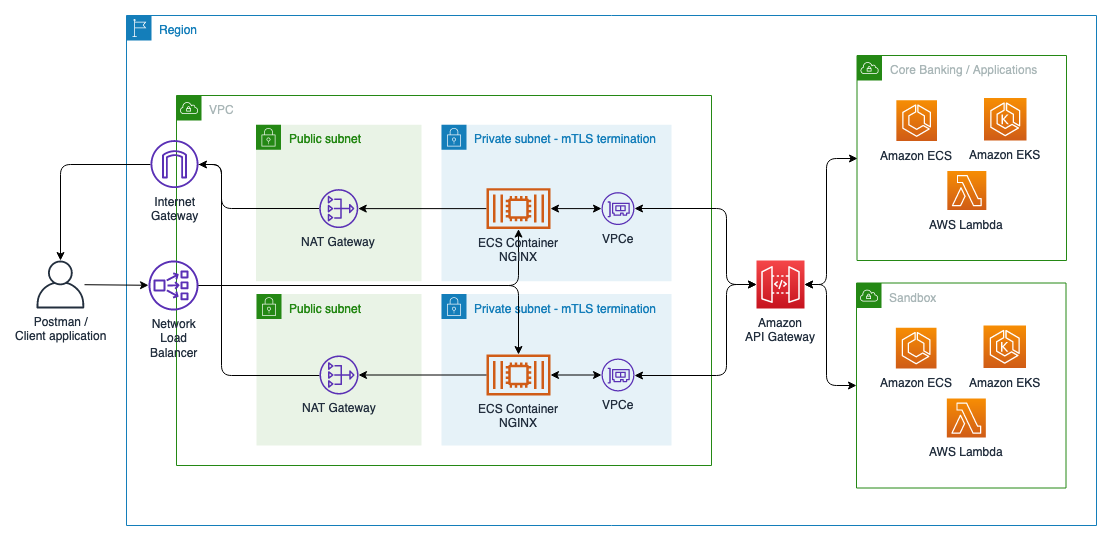 Region
VPC
Public subnet
Private subnet - mTLS termination
Internet
Gateway
NAT Gateway
ECS Container
NGINX
VPCe
Postman /
Client application
Network
Load
Balancer
Public subnet
Private subnet - mTLS termination
NAT Gateway
ECS Container
NGINX
VPCe
Amazon
API Gateway
Core Banking / Applications
Amazon ECS
Amazon EKS
AWS Lambda
Sandbox
Amazon ECS
Amazon EKS
AWS Lambda